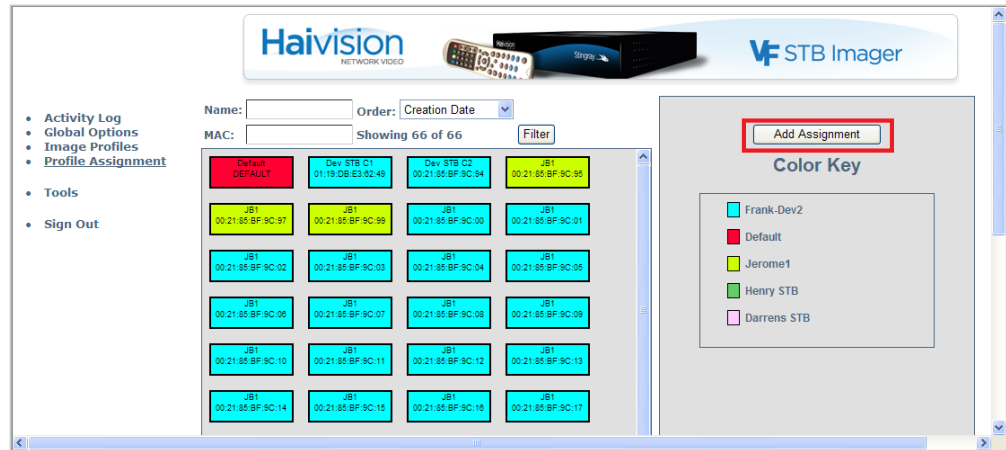 Haivision
NETWORK VIDEO
Haivision
Stingray
VF STB Imager
Activity Log
Global Options
Image Profiles
Profile Assignment
Tools
Sign Out
Name: Order: Creation Date
MAC: Showing 66 of 66 Filter
Default
DEFAULT
Dev STB C1
01:19:DB:E3:62:49
Dev STB C2
00:21:85:BF:9C:94
JB1
00:21:85:BF:9C:95
JB1
00:21:85:BF:9C:97
JB1
00:21:85:BF:9C:99
JB1
00:21:85:BF:9C:00
JB1
00:21:85:BF:9C:01
JB1
00:21:85:BF:9C:02
JB1
00:21:85:BF:9C:03
JB1
00:21:85:BF:9C:04
JB1
00:21:85:BF:9C:05
JB1
00:21:85:BF:9C:06
JB1
00:21:85:BF:9C:07
JB1
00:21:85:BF:9C:08
JB1
00:21:85:BF:9C:09
JB1
00:21:85:BF:9C:10
JB1
00:21:85:BF:9C:11
JB1
00:21:85:BF:9C:12
JB1
00:21:85:BF:9C:13
JB1
00:21:85:BF:9C:14
JB1
00:21:85:BF:9C:15
JB1
00:21:85:BF:9C:16
JB1
00:21:85:BF:9C:17
Add Assignment
Color Key
Frank-Dev2
Default
Jerome1
Henry STB
Darrens STB